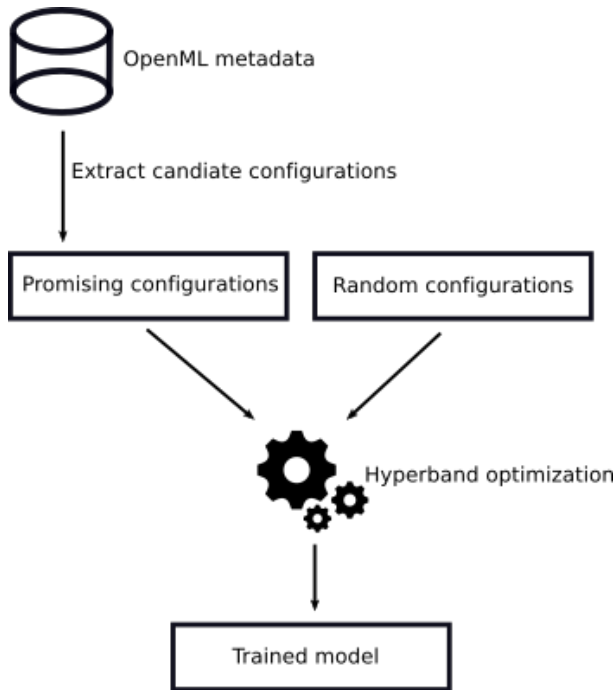 OpenML metadata
Extract candiate configurations
Promising configurations
Random configurations
Hyperband optimization
Trained model